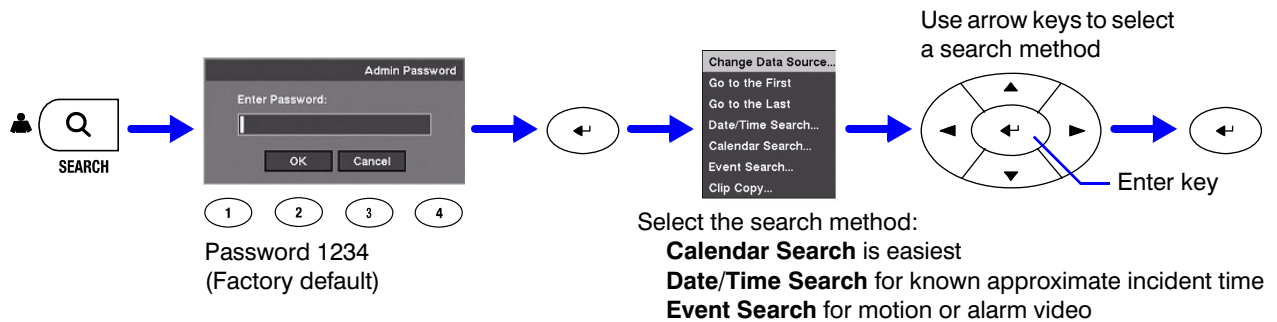 Use arrow keys to select
a search method
SEARCH
Admin Password
Enter Password:
OK Cancel
1 2 3 4
Password 1234
(Factory default)
Change Data Source...
Go to the First
Go to the Last
Date/Time Search...
Calendar Search...
Event Search...
Clip Copy...
Enter key
Select the search method:
Calendar Search is easiest
Date/Time Search for known approximate incident time
Event Search for motion or alarm video